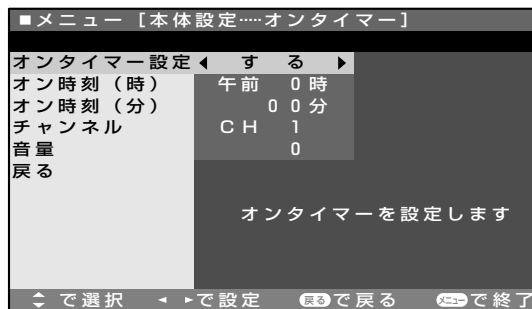 ■メニュー [本体設定……オンタイマー]
オンタイマー設定 ◀ する ▶
オン時刻（時） 午前 0時
オン時刻（分） 00分
チャンネル CH 1
音量 0
戻る
オンタイマーを設定します
で選択 ◀ ▶で設定 戻るで戻る メニューで終了